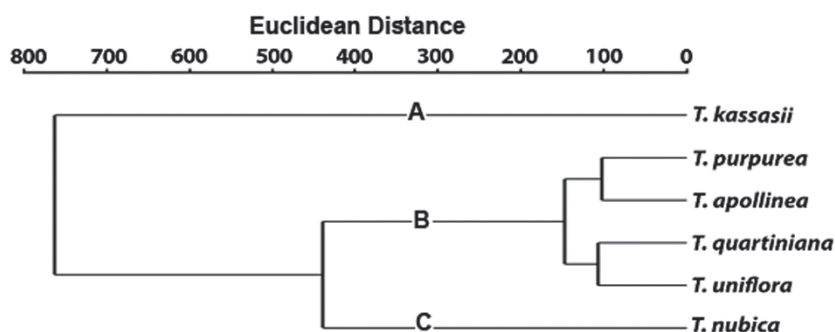 Euclidean Distance
800 700 600 500 400 300 200 100 0
A T. kassasii
T. purpurea
T. apollinea
B
T. quartiniana
T. uniflora
C T. nubica